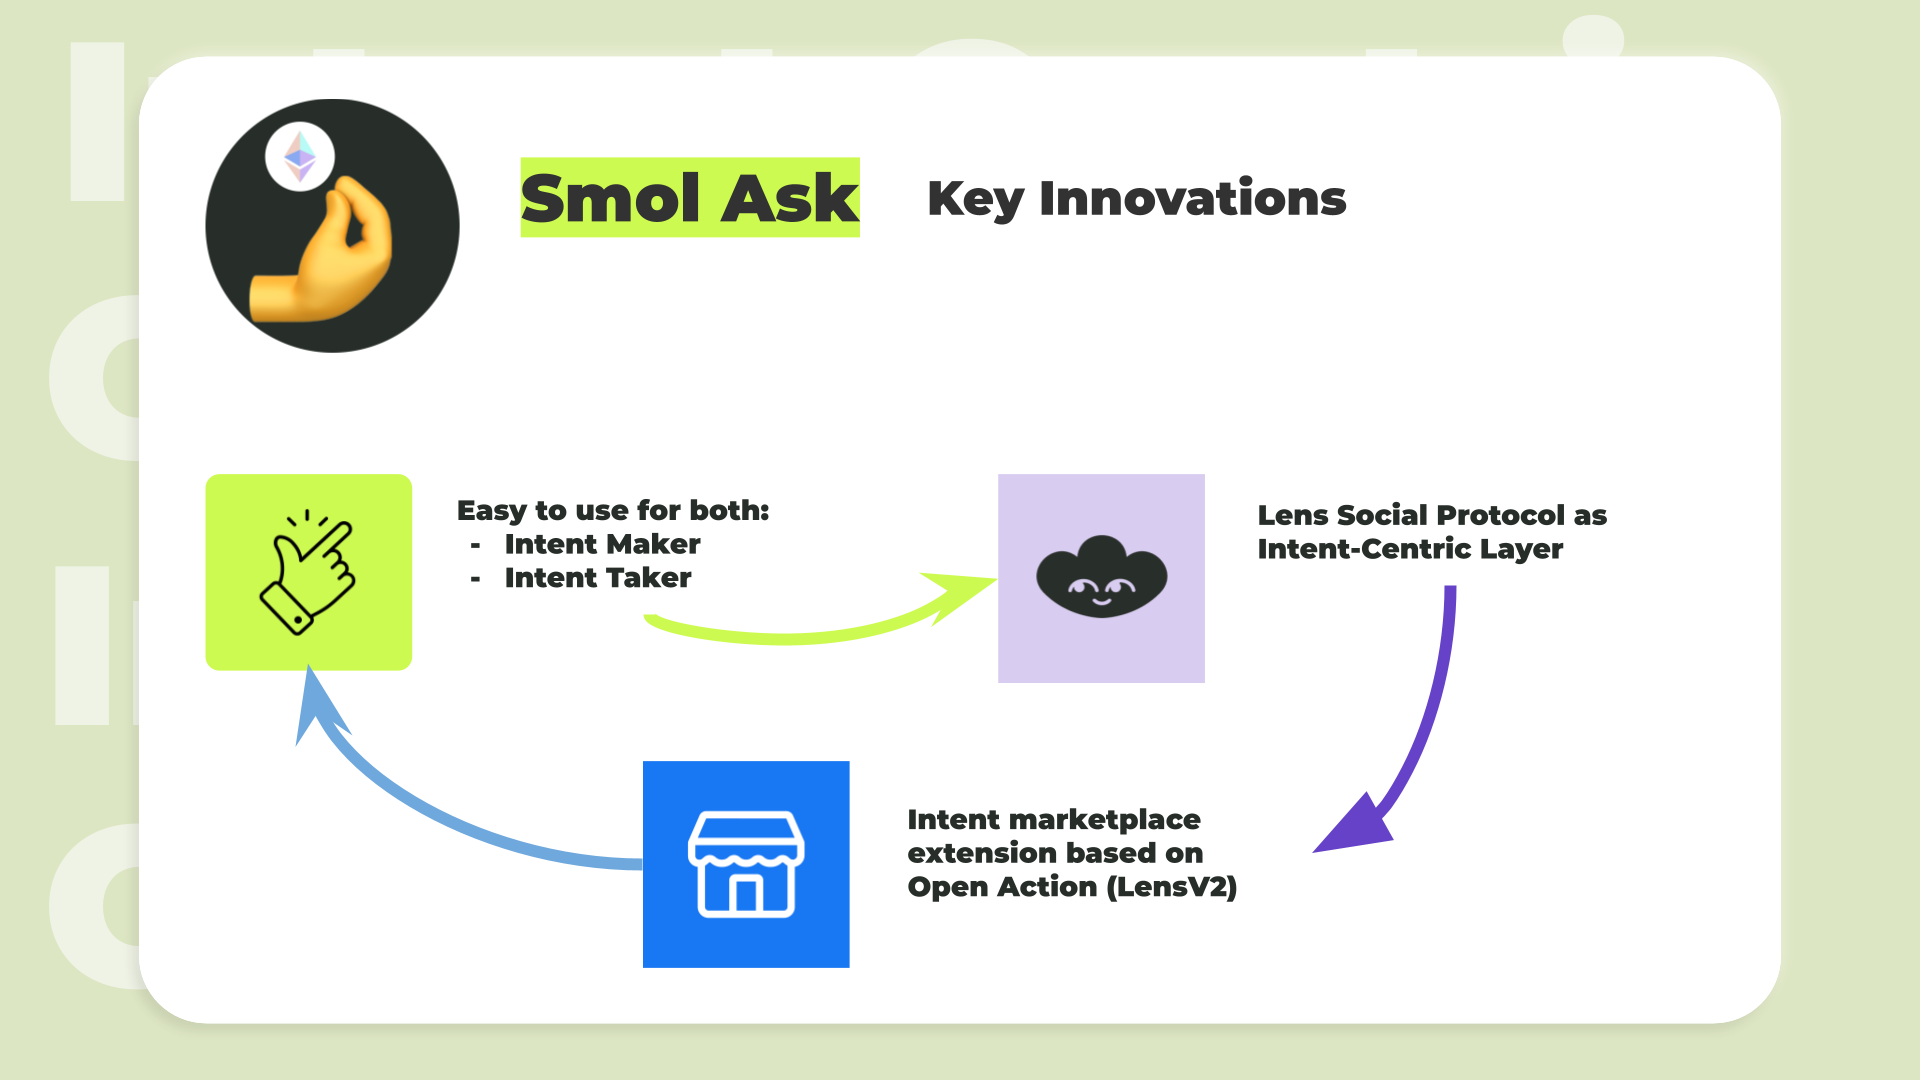 Smol Ask
Key Innovations
Easy to use for both:
- Intent Maker
- Intent Taker
Lens Social Protocol as
Intent-Centric Layer
Intent marketplace
extension based on
Open Action (LensV2)